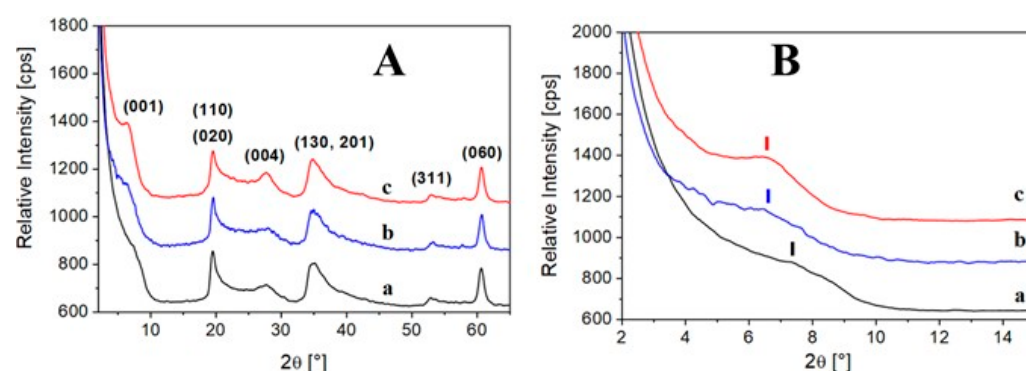 A
Relative Intensity [cps]
1800
1600
1400
1200
1000
800
600
(001)
(110)
(020)
(004)
(130, 201)
(311)
(060)
c
b
a
10
20
30
40
50
60
2θ [°]
B
Relative Intensity [cps]
2000
1800
1600
1400
1200
1000
800
600
c
b
a
2
4
6
8
10
12
14
2θ [°]